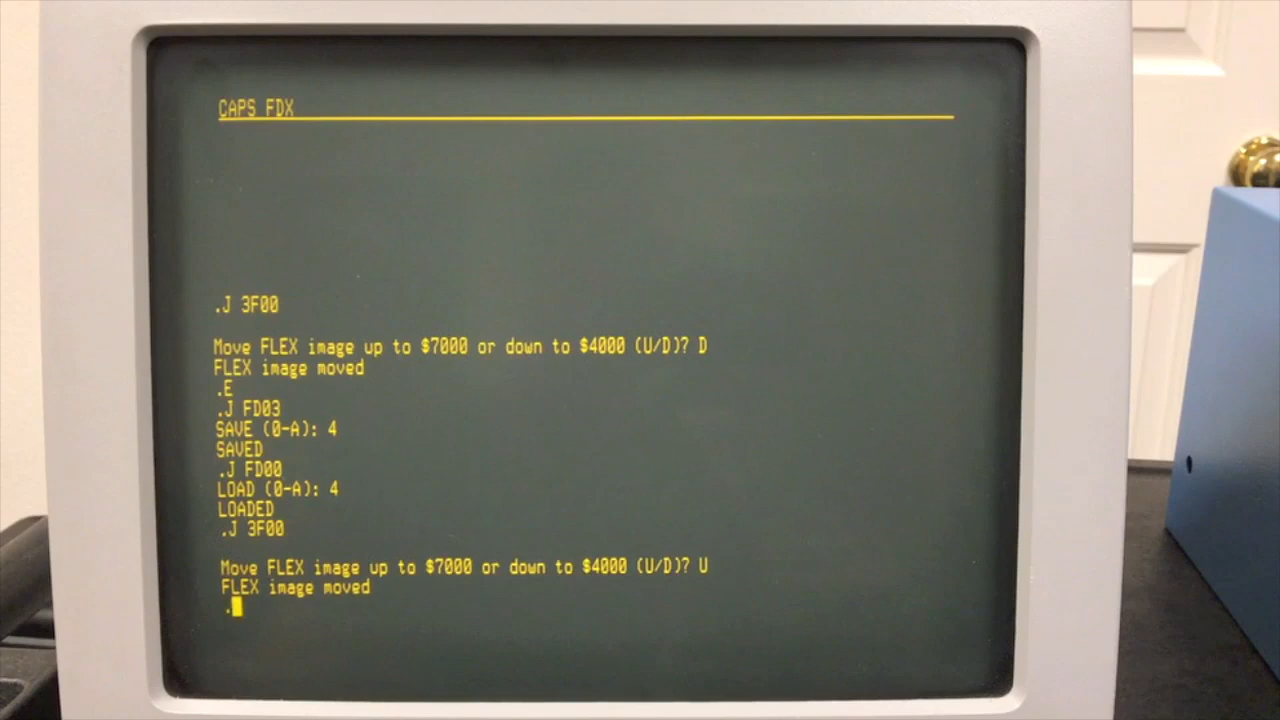 CAPS FDX
.J 3F00
Move FLEX image up to $7000 or down to $4000 (U/D)? D
FLEX image moved
.E
.J FD03
SAVE (0-A): 4
SAVED
.J FD00
LOAD (0-A): 4
LOADED
.J 3F00
Move FLEX image up to $7000 or down to $4000 (U/D)? U
FLEX image moved
.